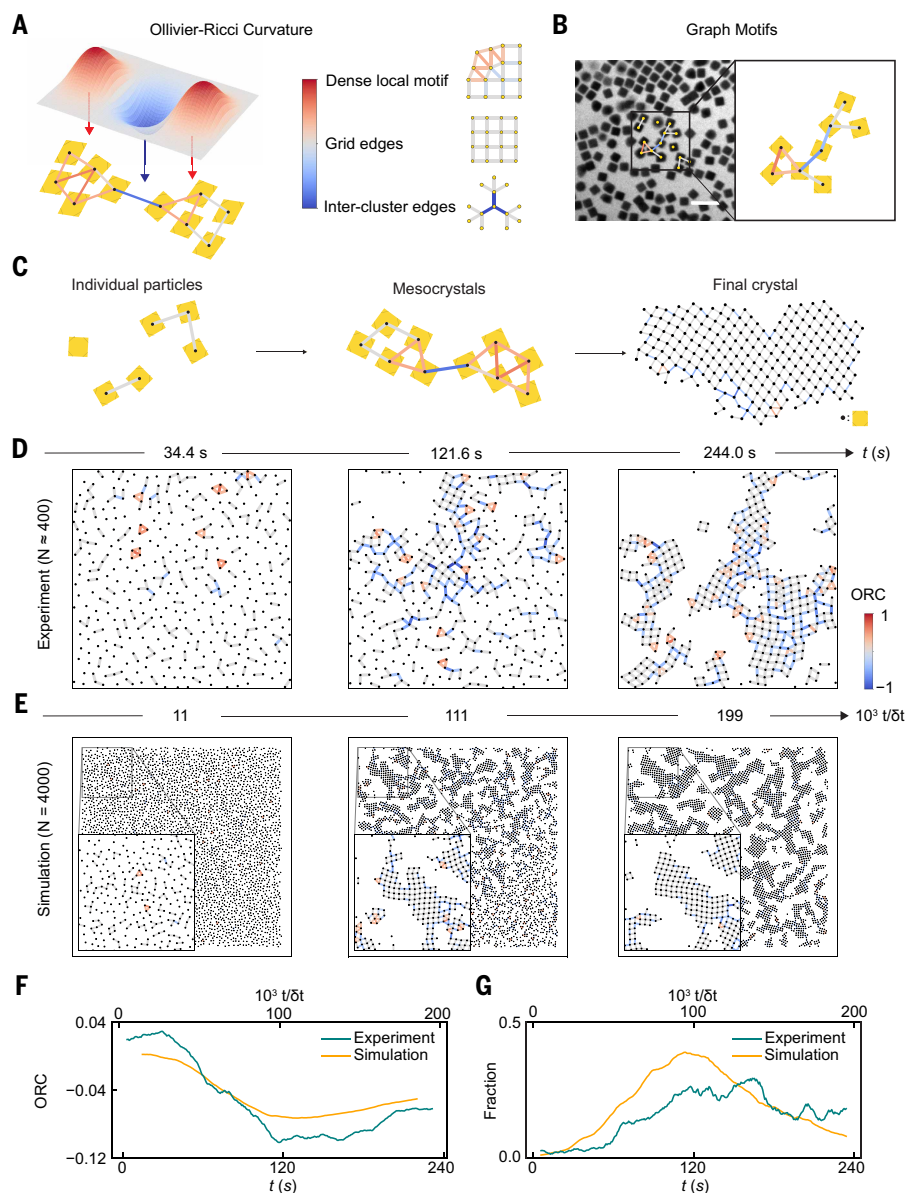 A
Ollivier-Ricci Curvature
Dense local motif
Grid edges
Inter-cluster edges
B
Graph Motifs
C
Individual particles
Mesocrystals
Final crystal
:
D
34.4 s
121.6 s
244.0 s
t (s)
Experiment (N ≈ 400)
ORC
1
−1
E
11
111
199
10³ t/δt
Simulation (N = 4000)
F
10³ t/δt
0
100
200
0.04
−0.04
−0.12
ORC
Experiment
Simulation
0
120
240
t (s)
G
10³ t/δt
0
100
200
0.5
0.0
Fraction
Experiment
Simulation
0
120
240
t (s)